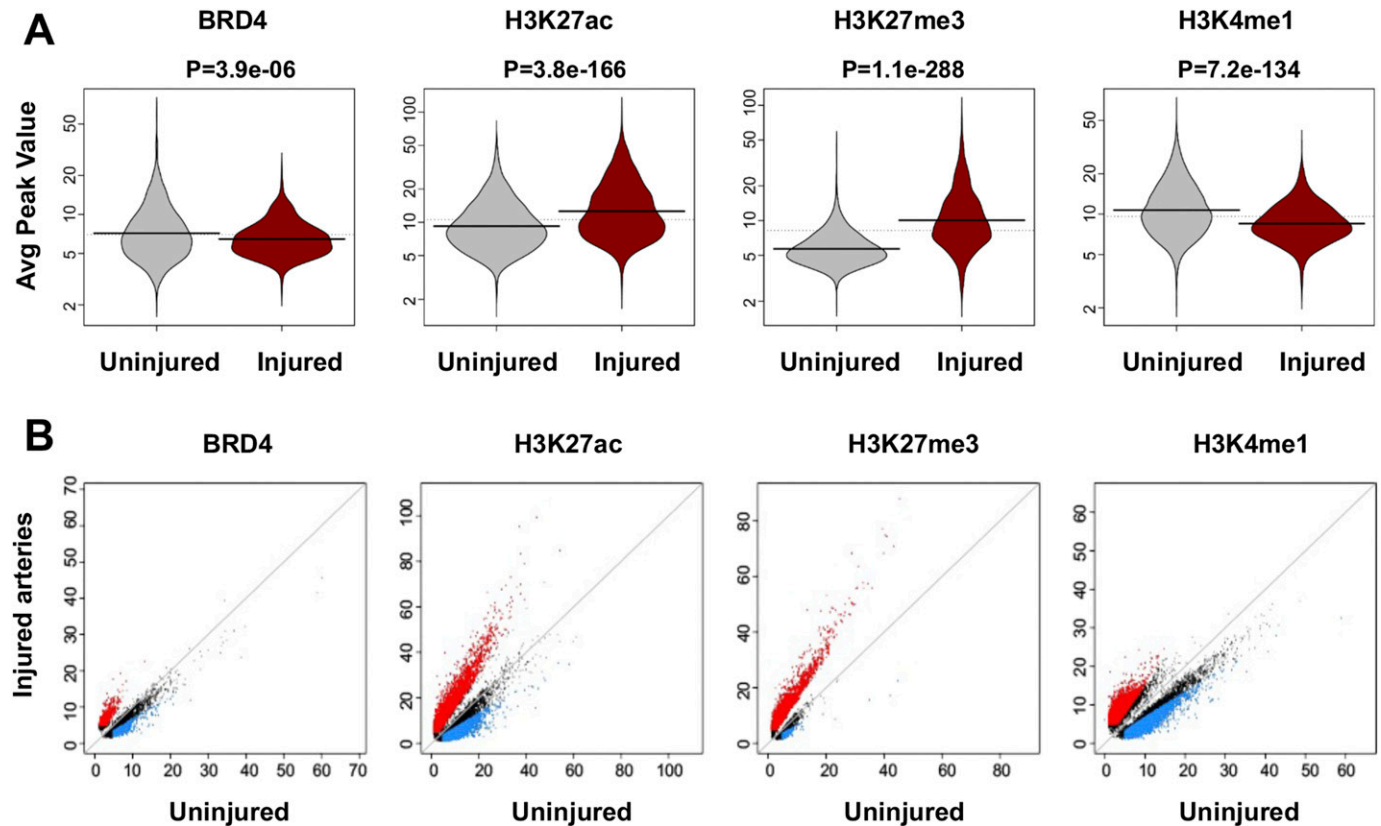 A
BRD4 H3K27ac H3K27me3 H3K4me1
P=3.9e-06 P=3.8e-166 P=1.1e-288 P=7.2e-134
Avg Peak Value
50 20 10 5 2
100 50 20 10 5 2
100 50 20 10 5 2
50 20 10 5 2
Uninjured Injured Uninjured Injured Uninjured Injured Uninjured Injured
B
BRD4 H3K27ac H3K27me3 H3K4me1
Injured arteries
70 60 50 40 30 20 10 0
100 80 60 40 20 0
80 60 40 20 0
60 50 40 30 20 10 0
0 10 20 30 40 50 60 70
0 20 40 60 80 100
0 20 40 60 80
0 10 20 30 40 50 60
Uninjured Uninjured Uninjured Uninjured